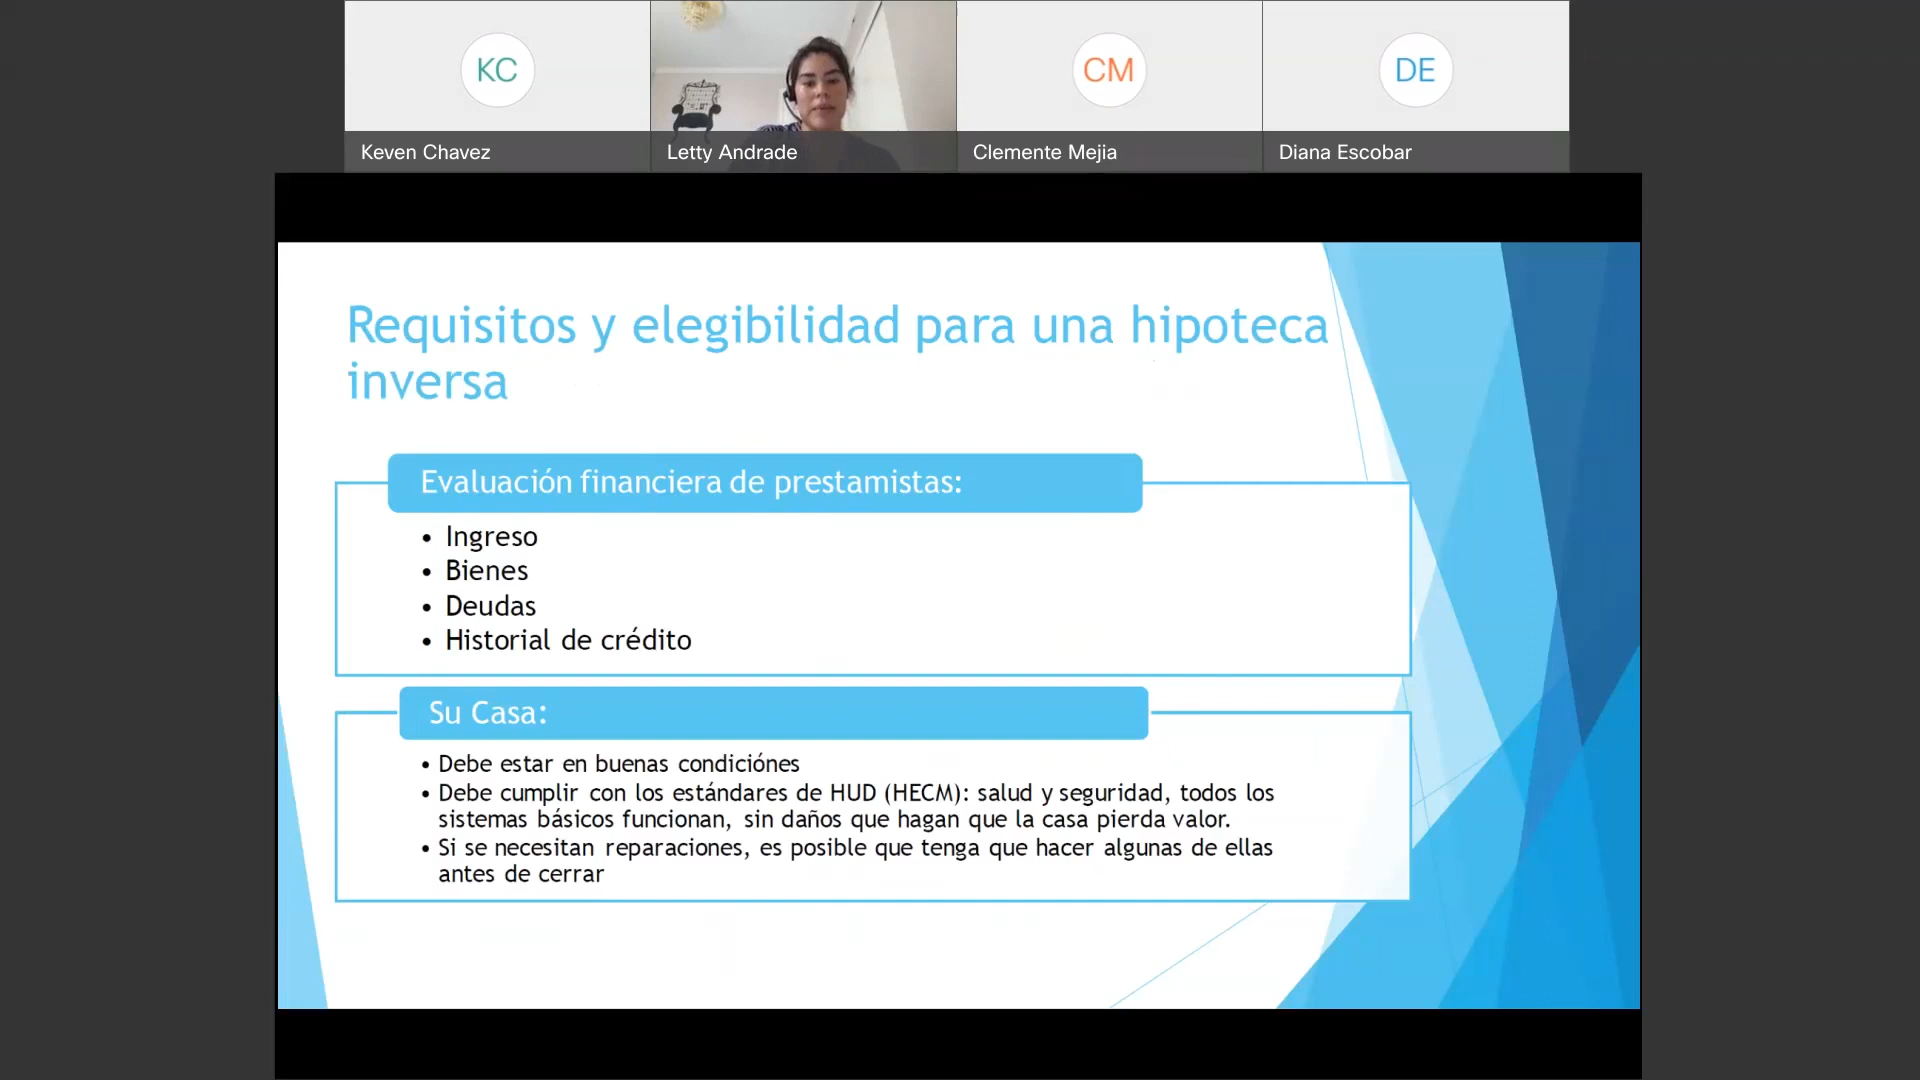 KC
CM
DE
Keven Chavez
Letty Andrade
Clemente Mejia
Diana Escobar
Requisitos y elegibilidad para una hipoteca
inversa
Evaluación financiera de prestamistas:
• Ingreso
• Bienes
• Deudas
• Historial de crédito
Su Casa:
• Debe estar en buenas condiciónes
• Debe cumplir con los estándares de HUD (HECM): salud y seguridad, todos los
sistemas básicos funcionan, sin daños que hagan que la casa pierda valor.
• Si se necesitan reparaciones, es posible que tenga que hacer algunas de ellas
antes de cerrar